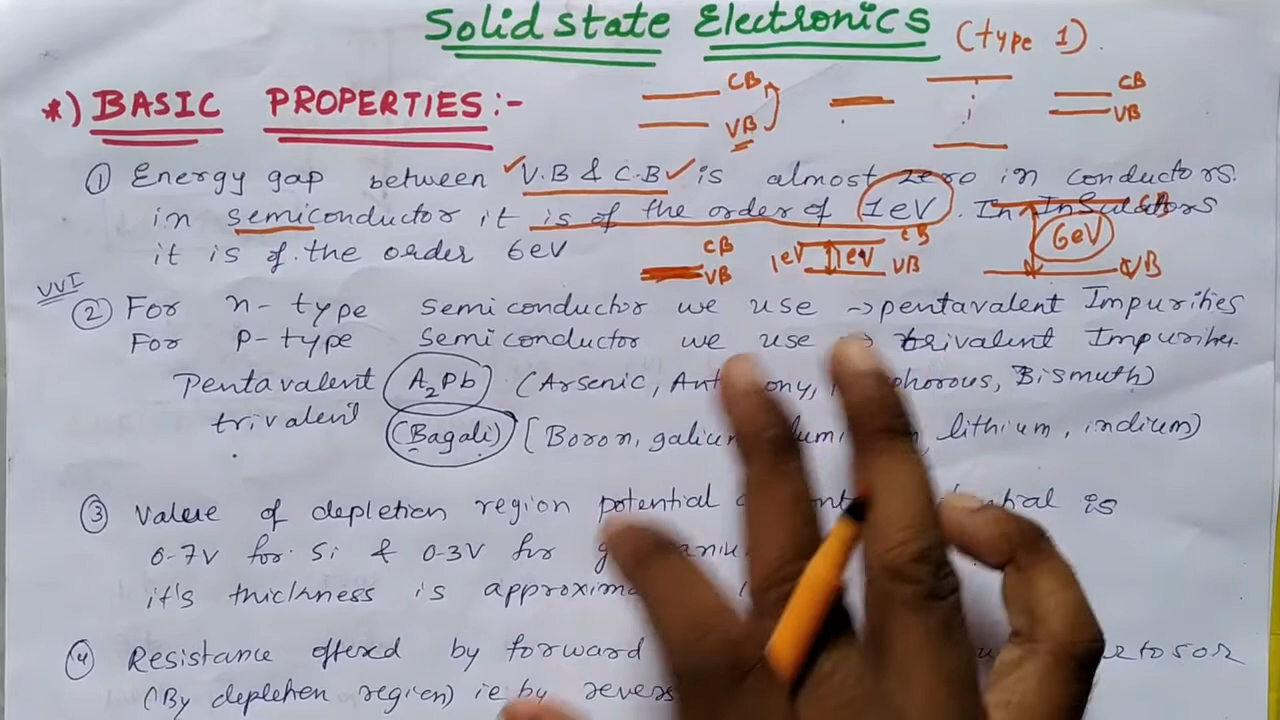 Solid state Electronics (type 1).
*) BASIC PROPERTIES:-
CB
VB
CB
VB
① Energy gap between V.B & C.B is almost zero in conductors.
in semiconductor it is of the order of 1eV. In Insulators
it is of the order 6eV
CB
VB
1eV
1eV
CB
VB
6eV
CB
VB
VVI
② For n-type semiconductor we use → pentavalent Impurities
For p-type semiconductor we use → trivalent
Pentavalent A2Pb (Arsenic, Bismuth)
trivalent (Bagali) [Boron, lithium, indium)
③ Value of depletion region potential is
0.7V for Si & 0.3V for
it's thickness is
④ Resistance offered by forward
(By depletion region) ie by